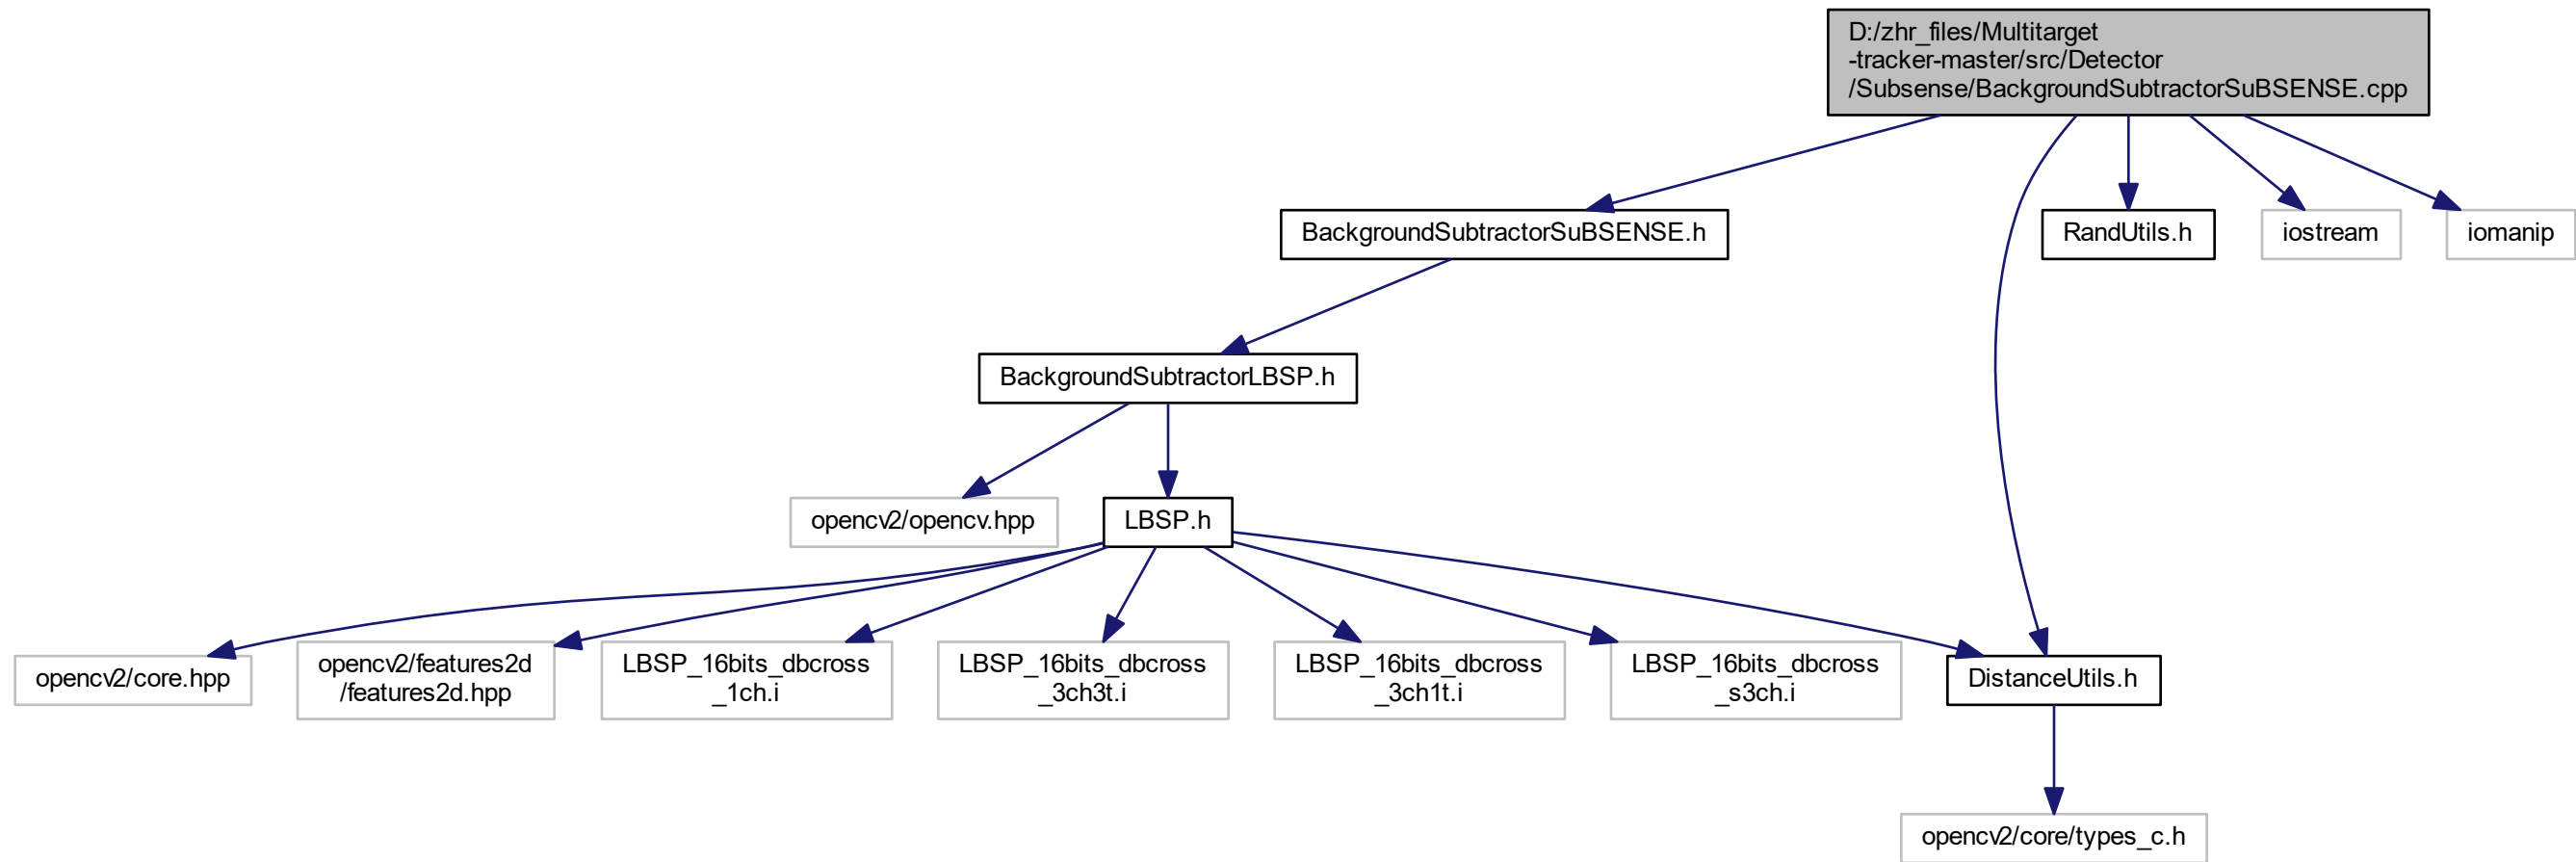 D:/zhr_files/Multitarget
-tracker-master/src/Detector
/Subsense/BackgroundSubtractorSuBSENSE.cpp
BackgroundSubtractorSuBSENSE.h
RandUtils.h
iostream
iomanip
BackgroundSubtractorLBSP.h
opencv2/opencv.hpp
LBSP.h
opencv2/core.hpp
opencv2/features2d
/features2d.hpp
LBSP_16bits_dbcross
_1ch.i
LBSP_16bits_dbcross
_3ch3t.i
LBSP_16bits_dbcross
_3ch1t.i
LBSP_16bits_dbcross
_s3ch.i
DistanceUtils.h
opencv2/core/types_c.h